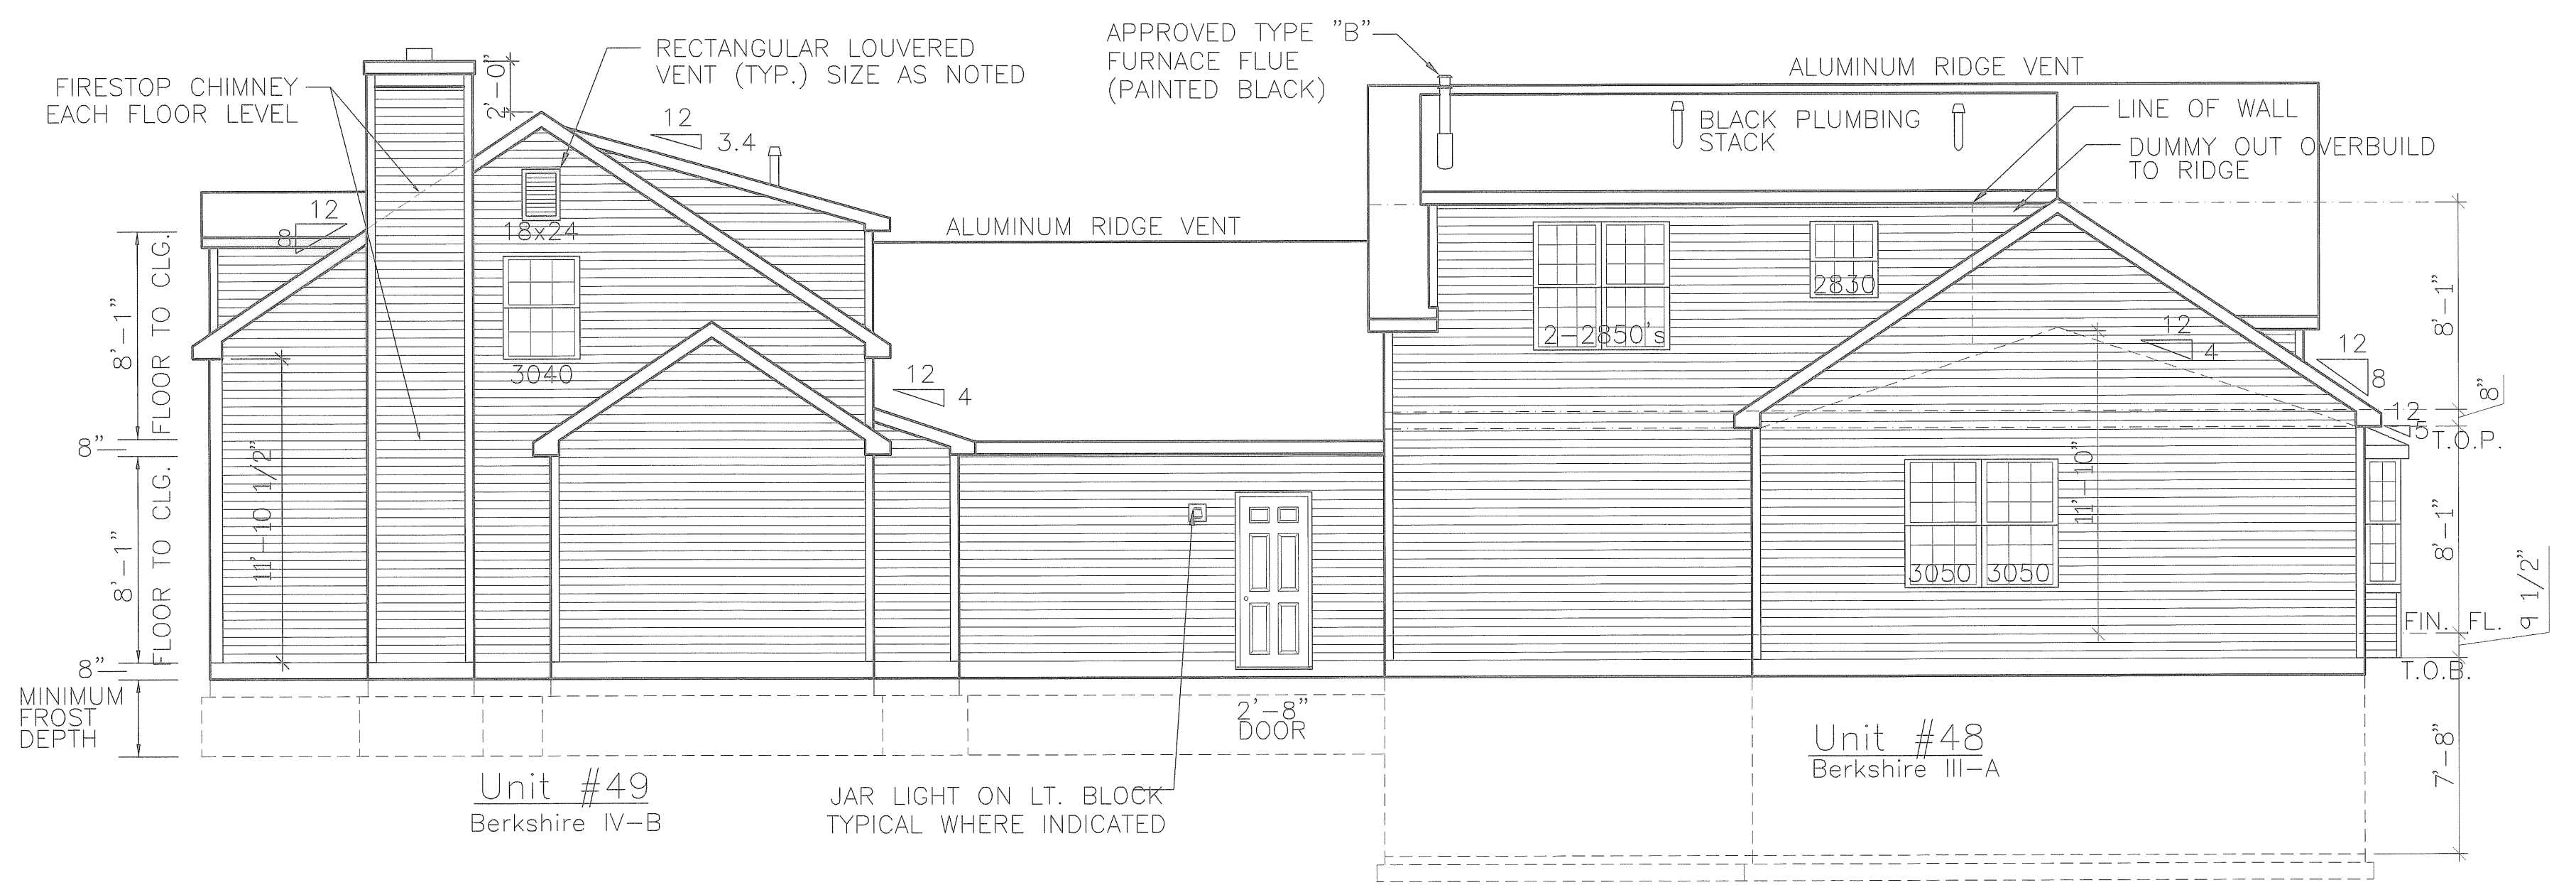 FIRESTOP CHIMNEY
EACH FLOOR LEVEL
2'-0"
RECTANGULAR LOUVERED
VENT (TYP.) SIZE AS NOTED
12
3.4
APPROVED TYPE "B"
FURNACE FLUE
(PAINTED BLACK)
ALUMINUM RIDGE VENT
BLACK PLUMBING
STACK
LINE OF WALL
DUMMY OUT OVERBUILD
TO RIDGE
12
8
18x24
ALUMINUM RIDGE VENT
8'-1"
FLOOR TO CLG.
3040
12
4
2830
2-2850's
12
4
12
8
8'-1"
8"
12
5
T.O.P.
8"
8'-1"
FLOOR TO CLG.
11'-10 1/2"
11'-10"
3050 3050
8'-1"
9 1/2"
FIN. FL.
T.O.B.
8"
MINIMUM
FROST
DEPTH
2'-8"
DOOR
7'-8"
Unit #49
Berkshire IV-B
JAR LIGHT ON LT. BLOCK
TYPICAL WHERE INDICATED
Unit #48
Berkshire III-A